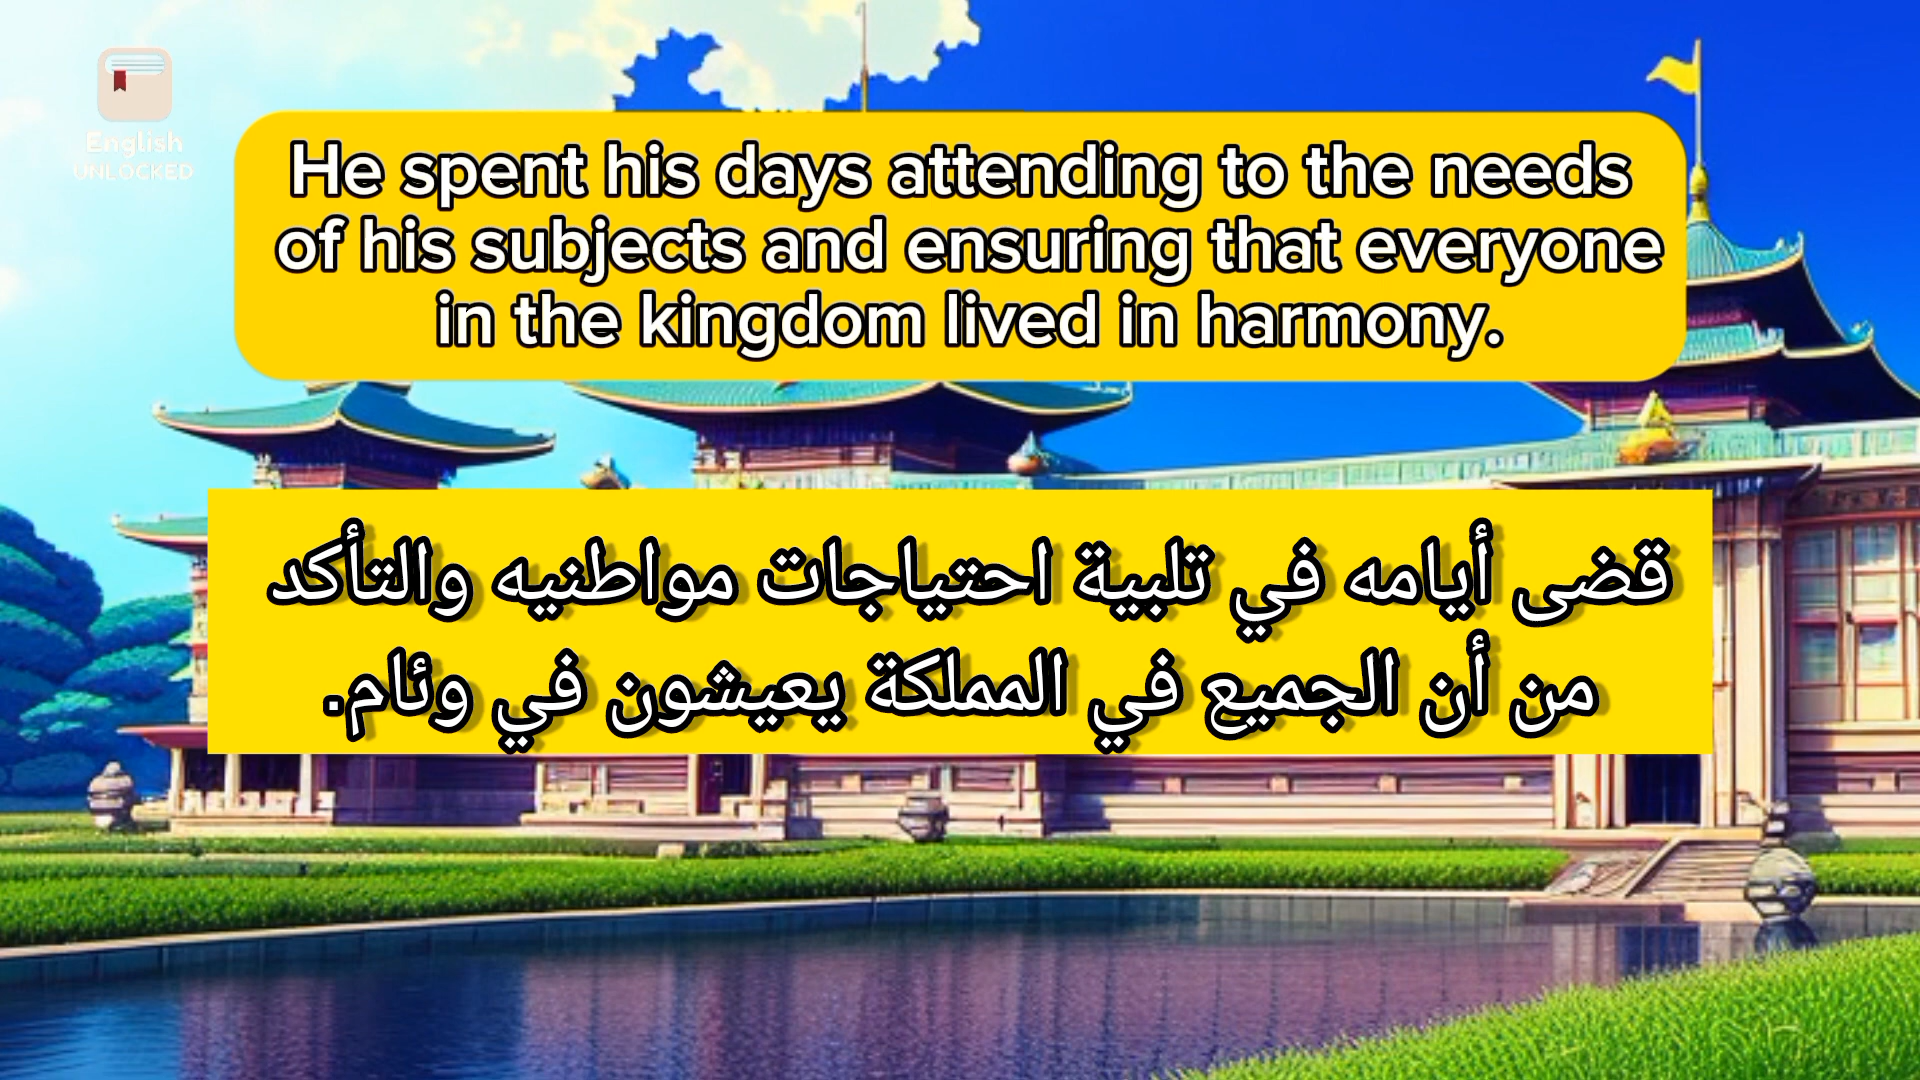 English
UNLOCKED
He spent his days attending to the needs
of his subjects and ensuring that everyone
in the kingdom lived in harmony.
قضى أيامه في تلبية احتياجات مواطنيه والتأكد
من أن الجميع في المملكة يعيشون في وئام.